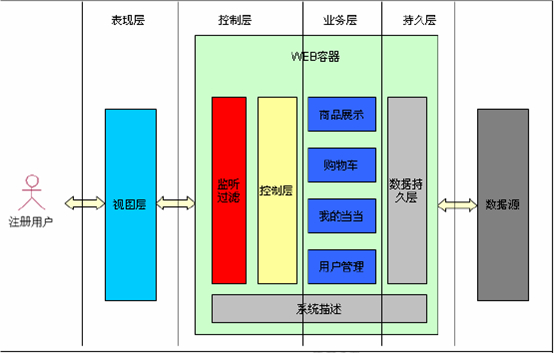 表现层 控制层 业务层 持久层
WEB容器
商品展示
购物车
我的当当
用户管理
监听
过滤
控制层
数据持
久层
视图层
数据源
注册用户
系统描述